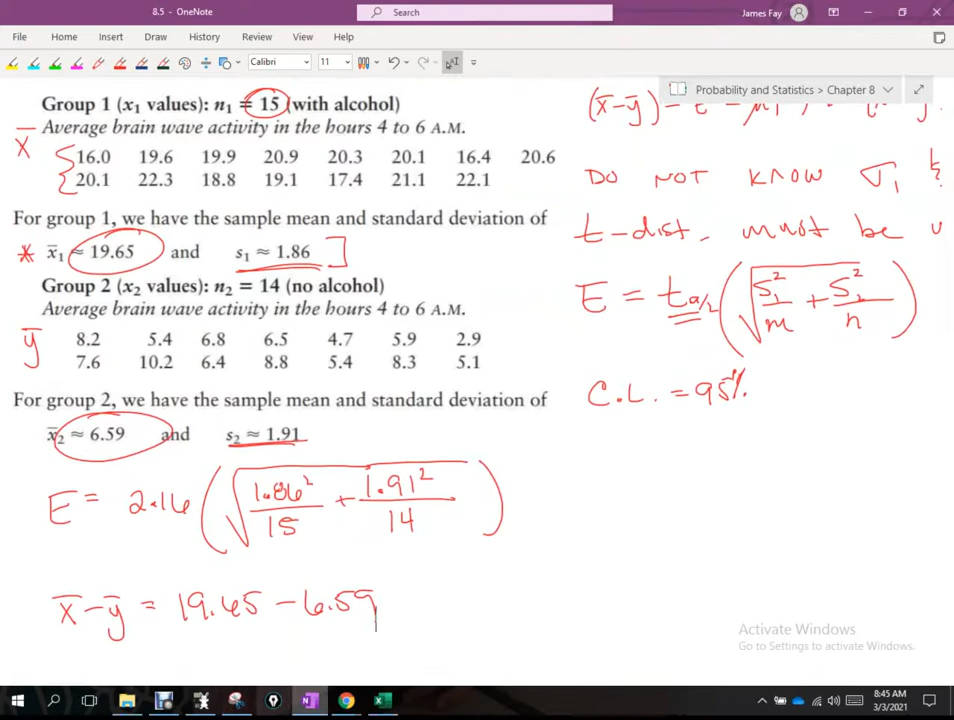 8.5 - OneNote
Search
James Fay
File Home Insert Draw History Review View Help
Calibri 11
Probability and Statistics > Chapter 8
Group 1 (x₁ values): n₁ = 15 (with alcohol)
Average brain wave activity in the hours 4 to 6 A.M.
x̅
16.0 19.6 19.9 20.9 20.3 20.1 16.4 20.6
20.1 22.3 18.8 19.1 17.4 21.1 22.1
For group 1, we have the sample mean and standard deviation of
* x̅₁ ≈ 19.65 and s₁ ≈ 1.86 ]
Group 2 (x₂ values): n₂ = 14 (no alcohol)
Average brain wave activity in the hours 4 to 6 A.M.
y̅
8.2 5.4 6.8 6.5 4.7 5.9 2.9
7.6 10.2 6.4 8.8 5.4 8.3 5.1
For group 2, we have the sample mean and standard deviation of
x̅₂ ≈ 6.59 and s₂ ≈ 1.91
E = 2.16 (√(1.86²/15 + 1.91²/14))
x̅ - y̅ = 19.65 - 6.59
(x̅-y̅)
DO NOT KNOW σ₁ &
t-dist. must be
E = t_α/2 (√(S₁²/m + S₂²/n))
C.L. = 95%
Activate Windows
Go to Settings to activate Windows.
8:45 AM
3/3/2021